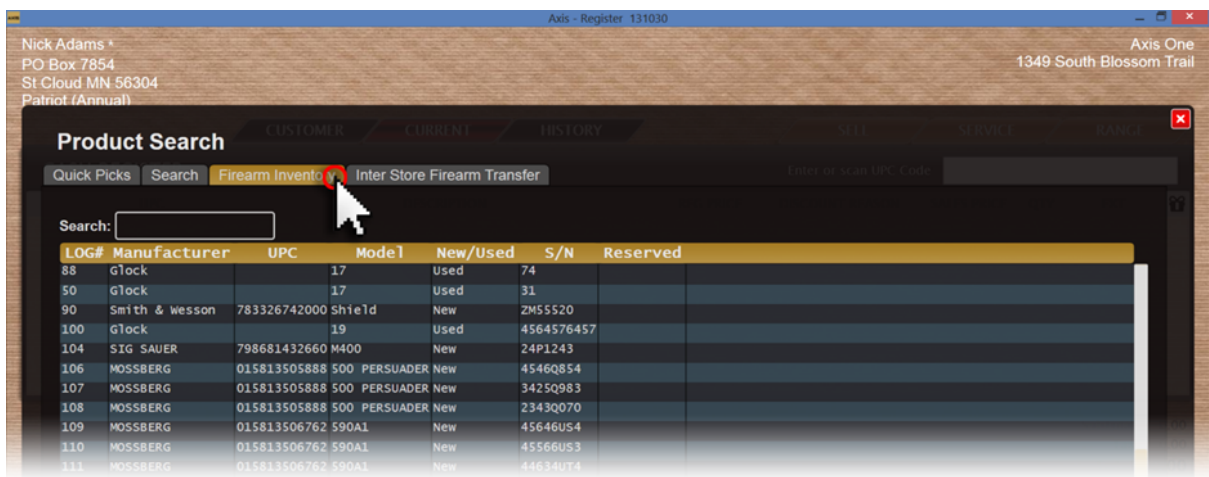 Axis - Register 131030
Nick Adams *
PO Box 7854
St Cloud MN 56304
Patriot (Annual)
Axis One
1349 South Blossom Trail
CUSTOMER CURRENT HISTORY SELL SERVICE RANGE
Product Search
Quick Picks Search Firearm Inventory Inter Store Firearm Transfer
Enter or scan UPC Code
Search:
LOG# Manufacturer UPC Model New/Used S/N Reserved
88 Glock 17 Used 74
50 Glock 17 Used 31
90 Smith & Wesson 783326742000 Shield New ZM55520
100 Glock 19 Used 4564576457
104 SIG SAUER 798681432660 M400 New 24P1243
106 MOSSBERG 015813505888 500 PERSUADER New 4546Q854
107 MOSSBERG 015813505888 500 PERSUADER New 3425Q983
108 MOSSBERG 015813505888 500 PERSUADER New 2343Q070
109 MOSSBERG 015813506762 590A1 New 45646US4
110 MOSSBERG 015813506762 590A1 New 45566US3
111 MOSSBERG 015813506762 590A1 New 44634UT4